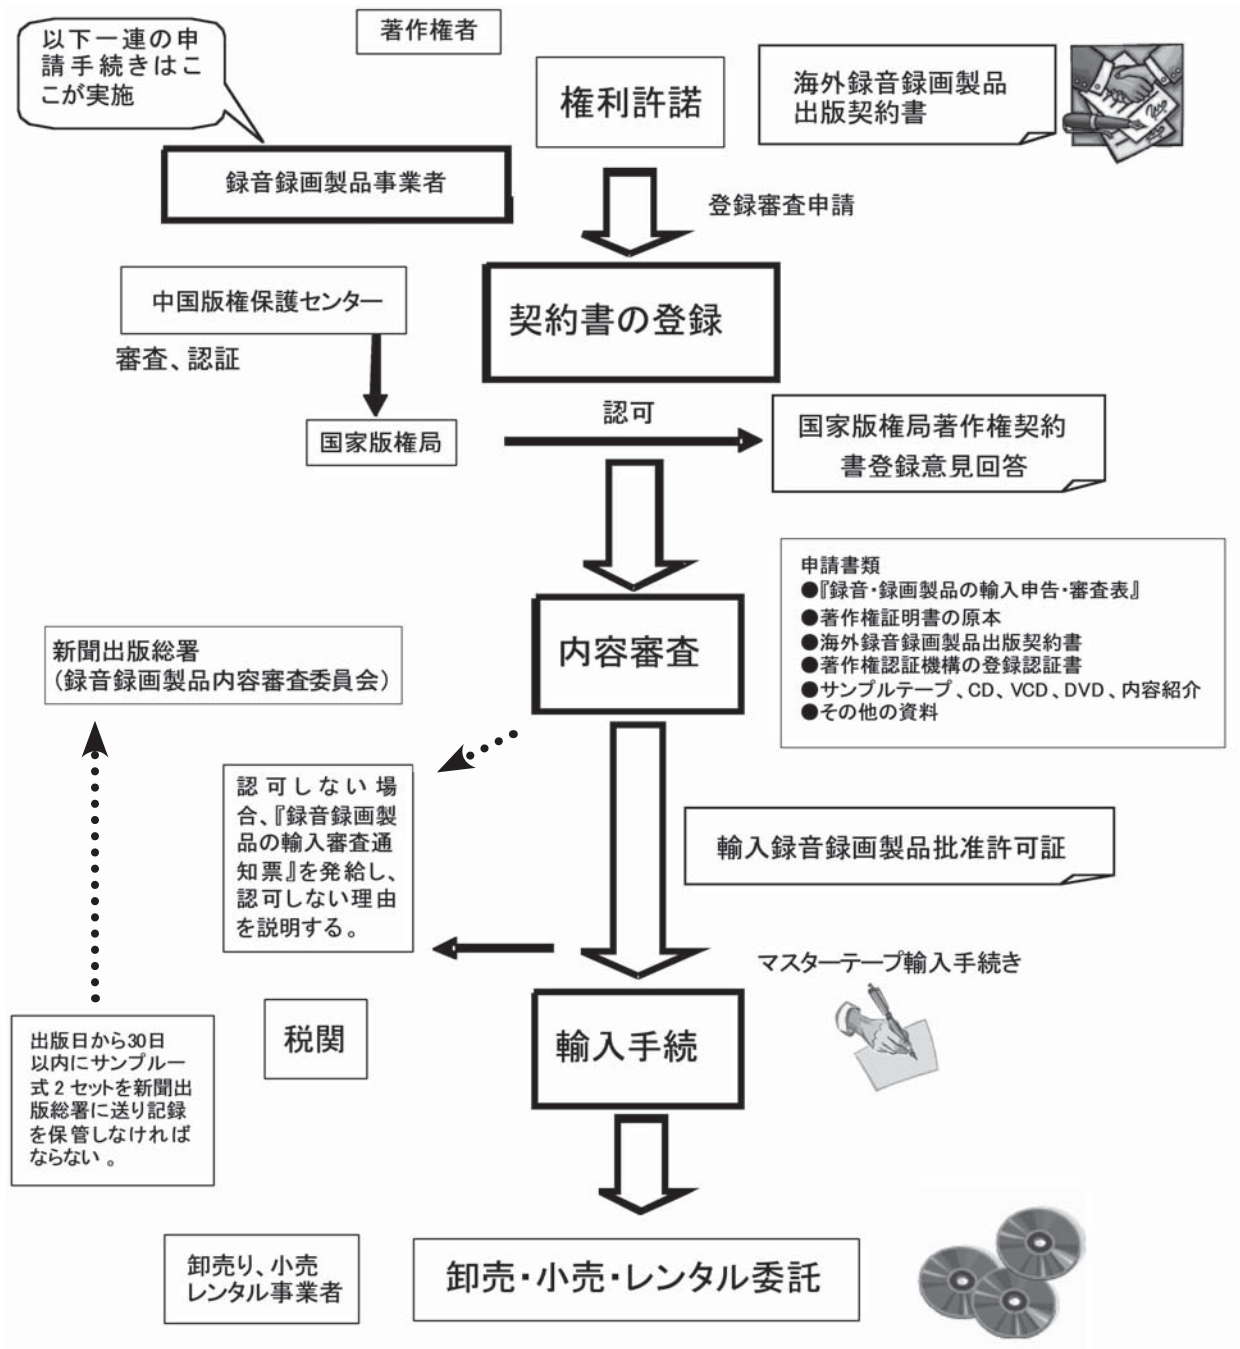 以下一連の申
請手続きはこ
こが実施
著作権者
権利許諾
海外録音録画製品
出版契約書
録音録画製品事業者
登録審査申請
中国版権保護センター
契約書の登録
審査、認証
認可
国家版権局
国家版権局著作権契約
書登録意見回答
申請書類
●『録音・録画製品の輸入申告・審査表』
●著作権証明書の原本
●海外録音録画製品出版契約書
●著作権認証機構の登録認証書
●サンプルテープ、CD、VCD、DVD、内容紹介
●その他の資料
内容審査
新聞出版総署
(録音録画製品内容審査委員会)
認可しない場
合、『録音録画製
品の輸入審査通
知票』を発給し、
認可しない理由
を説明する。
輸入録音録画製品批准許可証
マスターテープ輸入手続き
税関
輸入手続
出版日から30日
以内にサンプル一
式2セットを新聞出
版総署に送り記録
を保管しなければ
ならない。
卸売り、小売
レンタル事業者
卸売・小売・レンタル委託